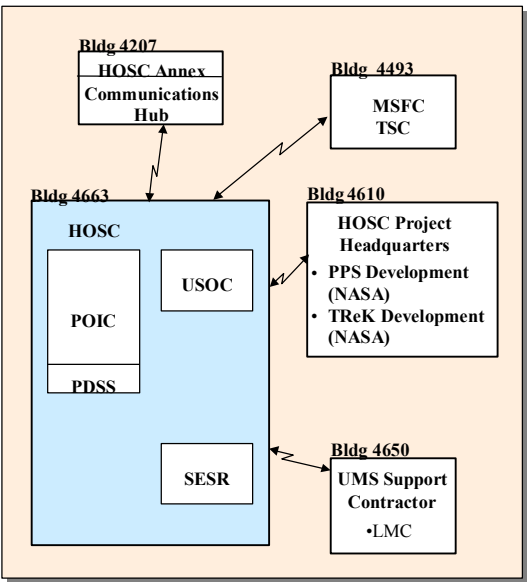 Bldg 4207
HOSC Annex
Communications
Hub
Bldg 4493
MSFC
TSC
Bldg 4663
HOSC
POIC
PDSS
USOC
SESR
Bldg 4610
HOSC Project
Headquarters
• PPS Development
(NASA)
• TReK Development
(NASA)
Bldg 4650
UMS Support
Contractor
•LMC